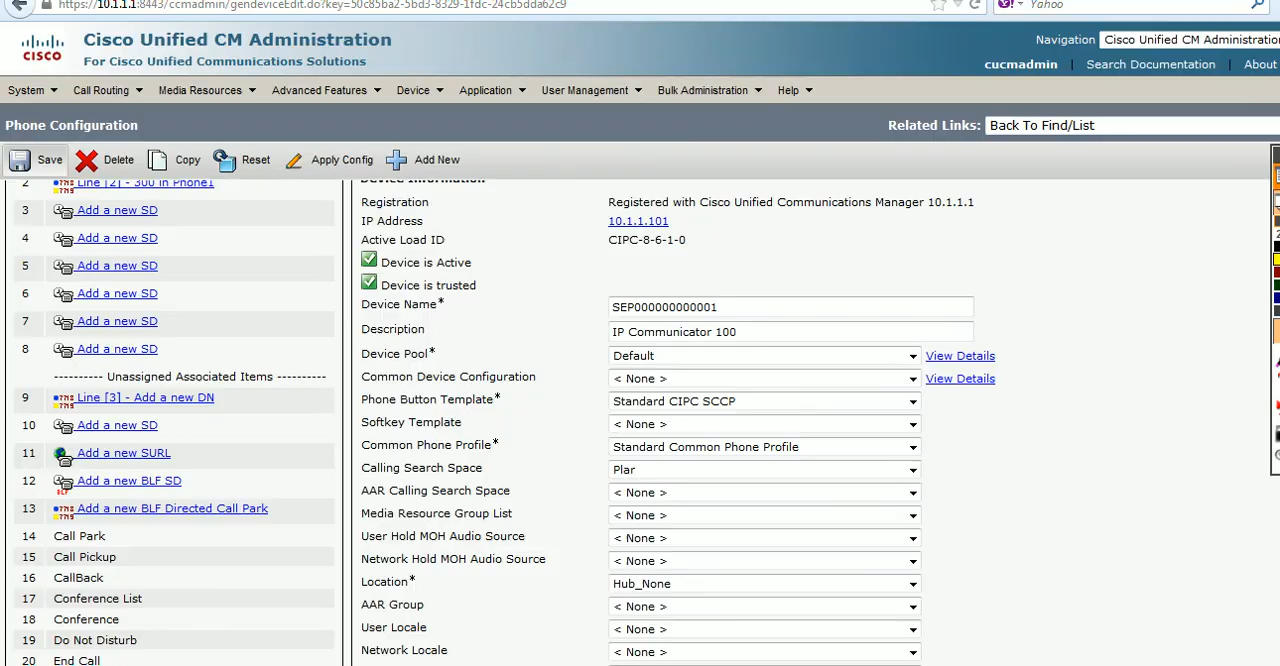 https://10.1.1.1:8443/ccmadmin/gendeviceEdit.do?key=50c85ba2-5bd3-8329-1fdc-24cb5dda62c9
Yahoo
CISCO
Cisco Unified CM Administration
For Cisco Unified Communications Solutions
Navigation Cisco Unified CM Administration
cucmadmin | Search Documentation | About
System Call Routing Media Resources Advanced Features Device Application User Management Bulk Administration Help
Phone Configuration
Related Links: Back To Find/List
Save Delete Copy Reset Apply Config Add New
2 Line [2] - 300 in Phone1
3 Add a new SD
4 Add a new SD
5 Add a new SD
6 Add a new SD
7 Add a new SD
8 Add a new SD
---------- Unassigned Associated Items ----------
9 Line [3] - Add a new DN
10 Add a new SD
11 Add a new SURL
12 Add a new BLF SD
13 Add a new BLF Directed Call Park
14 Call Park
15 Call Pickup
16 CallBack
17 Conference List
18 Conference
19 Do Not Disturb
20 End Call
Device Information
Registration Registered with Cisco Unified Communications Manager 10.1.1.1
IP Address 10.1.1.101
Active Load ID CIPC-8-6-1-0
Device is Active
Device is trusted
Device Name* SEP000000000001
Description IP Communicator 100
Device Pool* Default View Details
Common Device Configuration < None > View Details
Phone Button Template* Standard CIPC SCCP
Softkey Template < None >
Common Phone Profile* Standard Common Phone Profile
Calling Search Space Plar
AAR Calling Search Space < None >
Media Resource Group List < None >
User Hold MOH Audio Source < None >
Network Hold MOH Audio Source < None >
Location* Hub_None
AAR Group < None >
User Locale < None >
Network Locale < None >